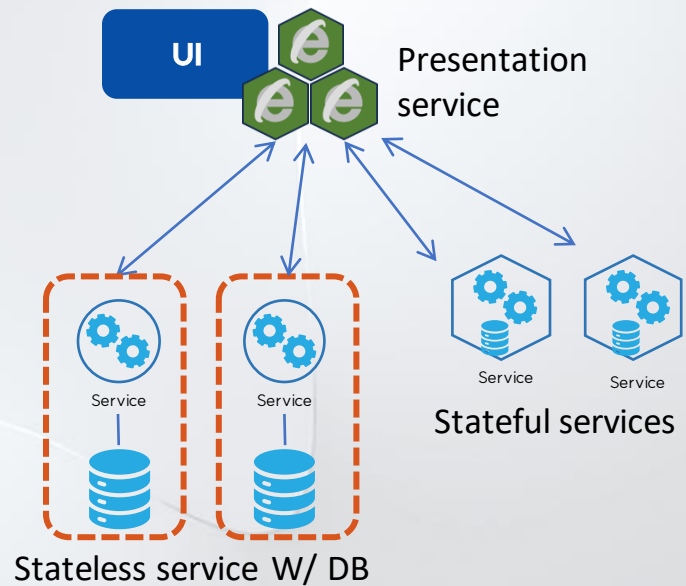 UI
Presentation
service
Service
Service
Service
Service
Stateful services
Stateless service W/ DB